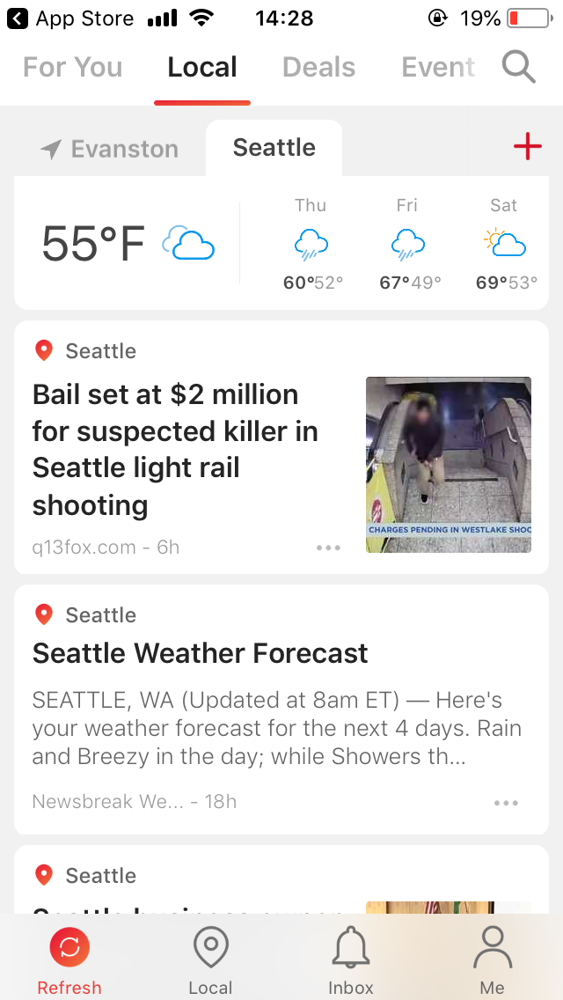 App Store 14:28 19%
For You Local Deals Event
Evanston Seattle
55°F
Thu Fri Sat
60°52° 67°49° 69°53°
Seattle
Bail set at $2 million
for suspected killer in
Seattle light rail
shooting
CHARGES PENDING IN WESTLAKE SHOO
q13fox.com - 6h
Seattle
Seattle Weather Forecast
SEATTLE, WA (Updated at 8am ET) — Here's
your weather forecast for the next 4 days. Rain
and Breezy in the day; while Showers th...
Newsbreak We... - 18h
Seattle
Seattle business owner
Refresh Local Inbox Me